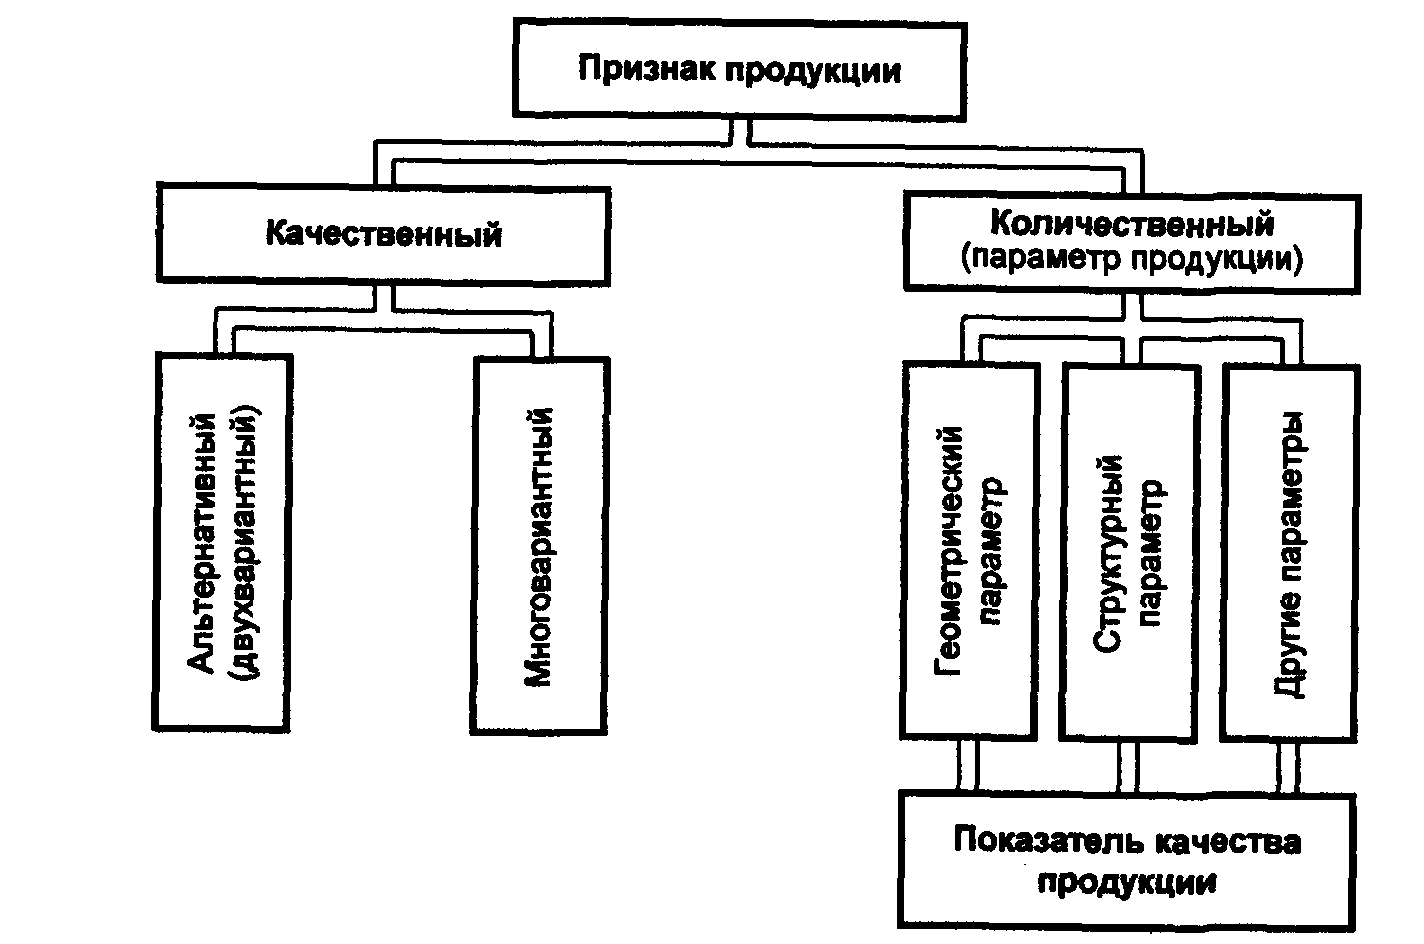 Признак продукции
Качественный
Количественный
(параметр продукции)
Альтернативный
(двухвариантный)
Многовариантный
Геометрический
параметр
Структурный
параметр
Другие параметры
Показатель качества
продукции